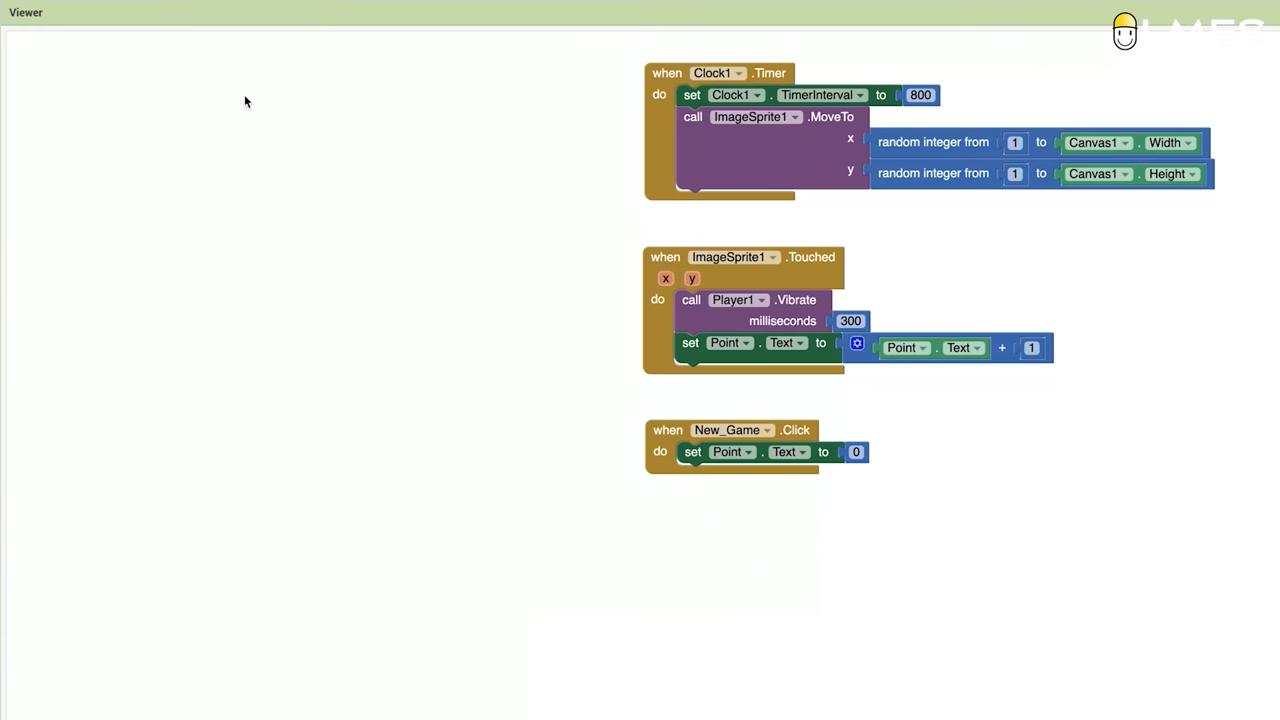 Viewer
LMES
when Clock1 .Timer
do set Clock1 . TimerInterval to 800
call ImageSprite1 .MoveTo
x random integer from 1 to Canvas1 . Width
y random integer from 1 to Canvas1 . Height
when ImageSprite1 .Touched
x y
do call Player1 .Vibrate
milliseconds 300
set Point . Text to Point . Text + 1
when New_Game .Click
do set Point . Text to 0